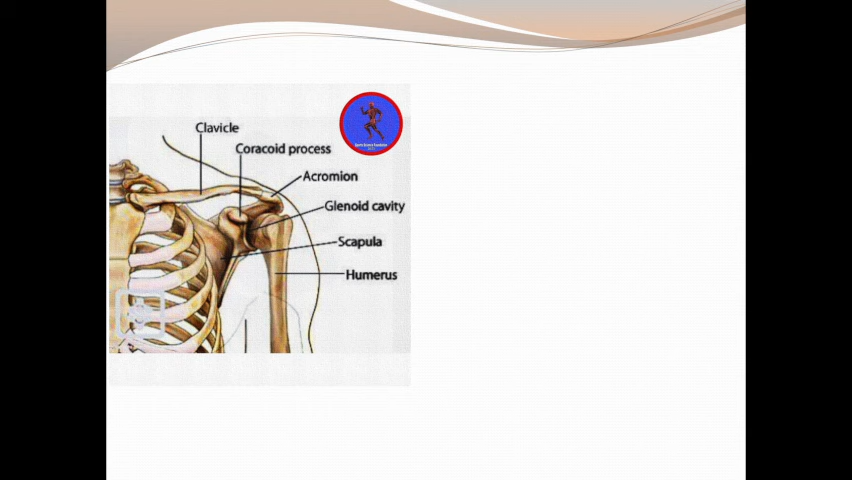 Clavicle
Coracoid process
Acromion
Glenoid cavity
Scapula
Humerus